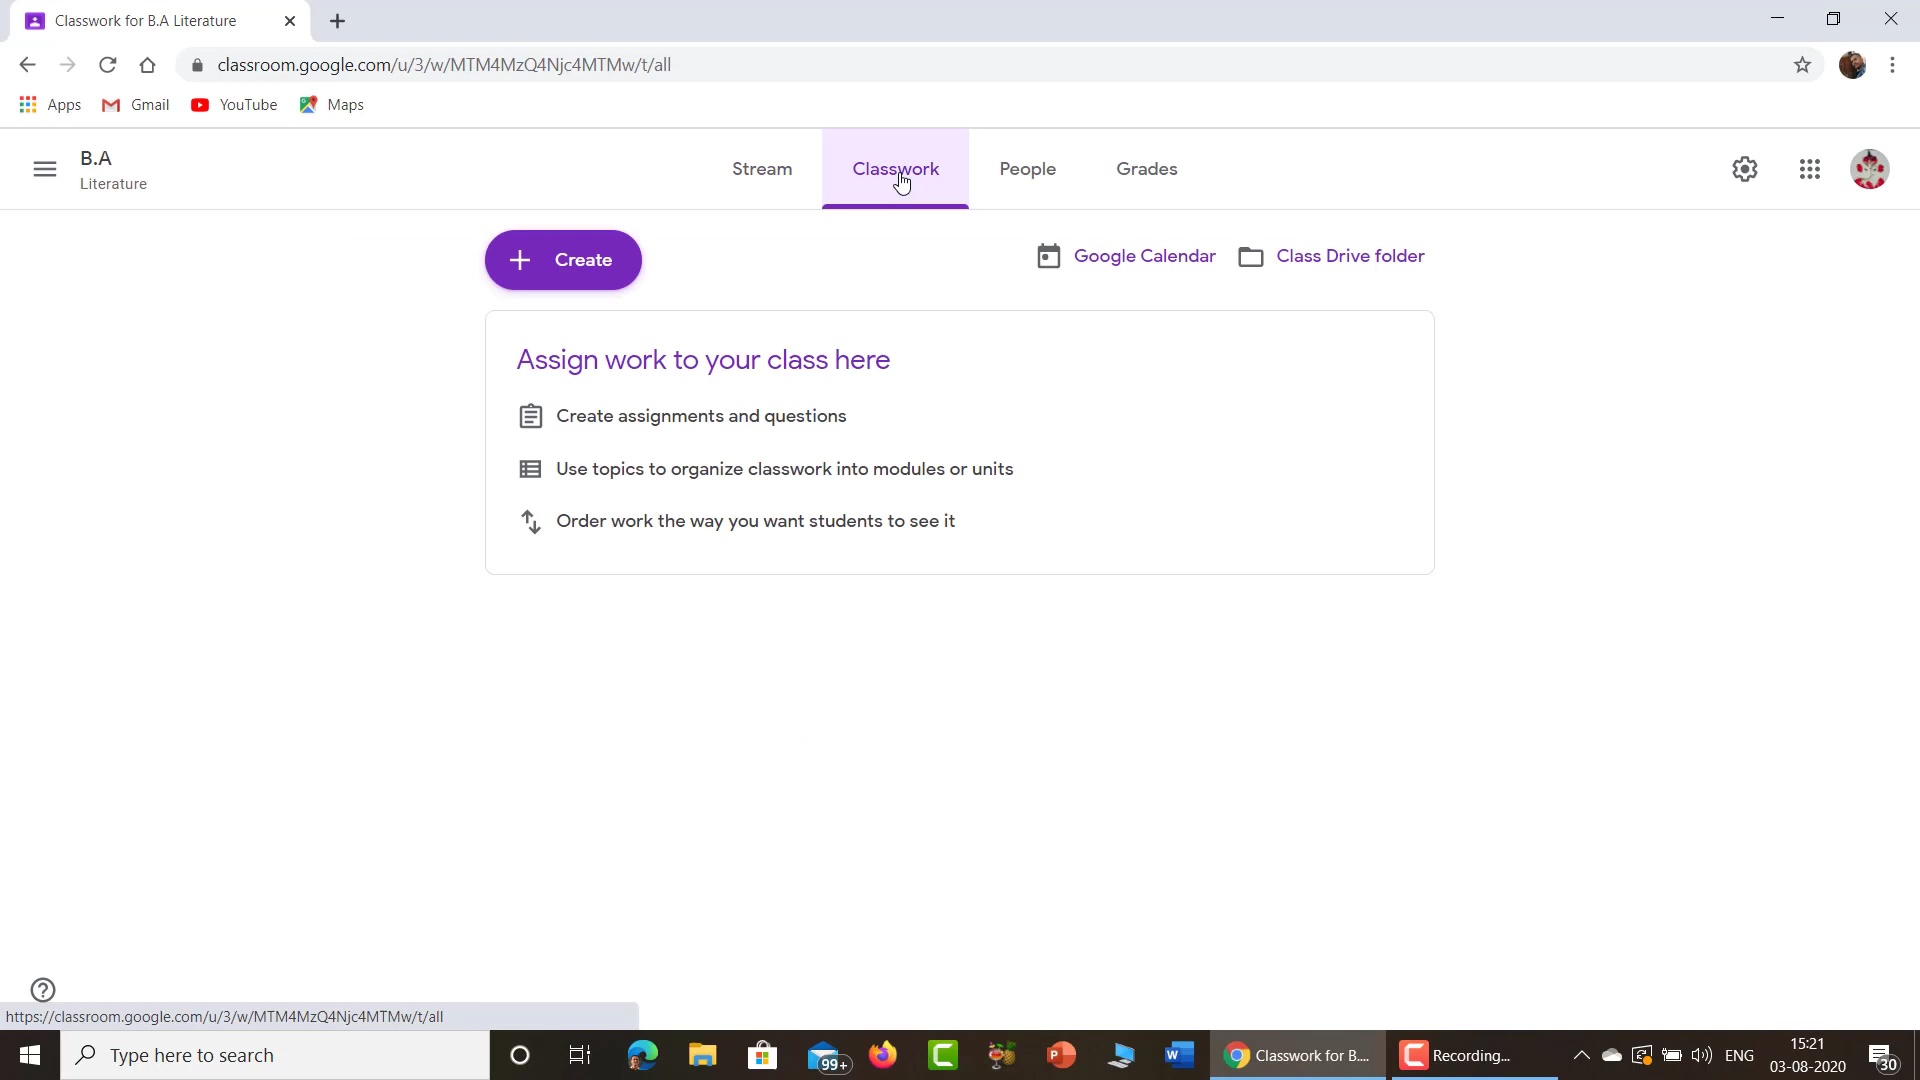 Classwork for B.A Literature
classroom.google.com/u/3/w/MTM4MzQ4Njc4MTMw/t/all
Apps Gmail YouTube Maps
B.A
Literature
Stream Classwork People Grades
Create
Google Calendar Class Drive folder
Assign work to your class here
Create assignments and questions
Use topics to organize classwork into modules or units
Order work the way you want students to see it
https://classroom.google.com/u/3/w/MTM4MzQ4Njc4MTMw/t/all
Type here to search
99+
Classwork for B....
Recording...
ENG
15:21
03-08-2020
30